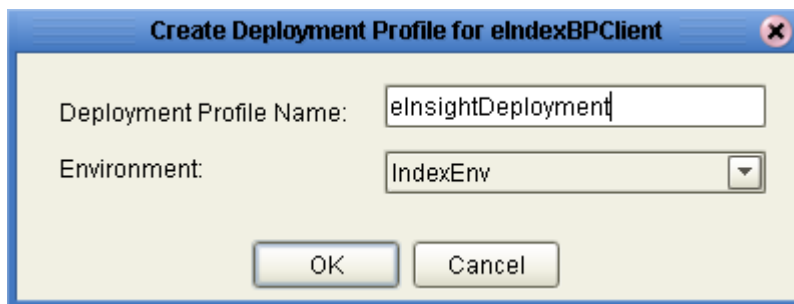 Create Deployment Profile for eIndexBPClient
Deployment Profile Name: eInsightDeployment
Environment: IndexEnv
OK Cancel